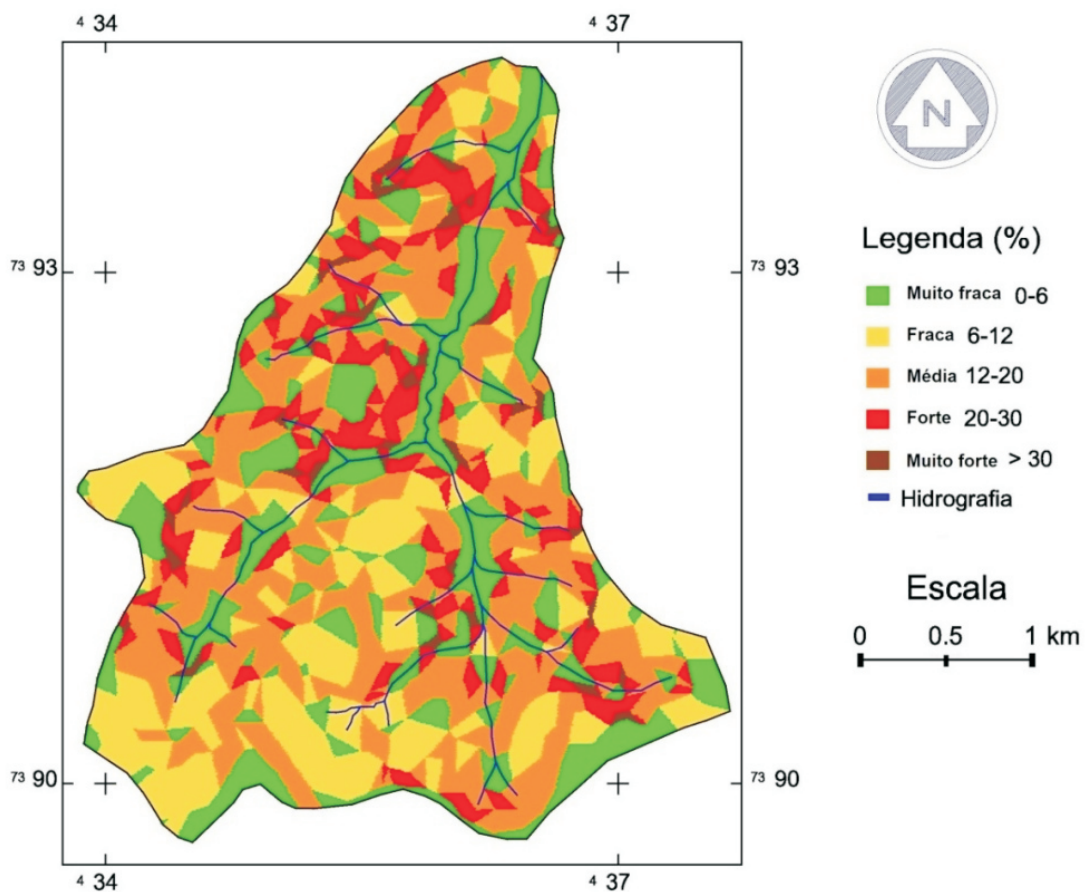 4 34
4 37
N
73 93
73 93
Legenda (%)
Muito fraca 0-6
Fraca 6-12
Média 12-20
Forte 20-30
Muito forte > 30
Hidrografia
Escala
0 0.5 1 km
73 90
73 90
4 34
4 37